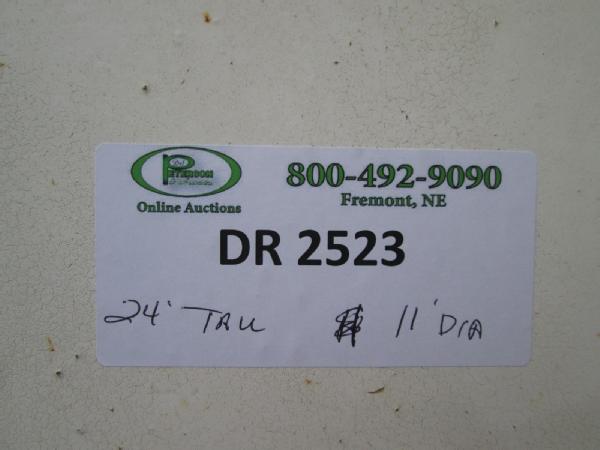 Peterson
Online Auctions
800-492-9090
Fremont, NE
DR 2523
24' TALL 11' DIA